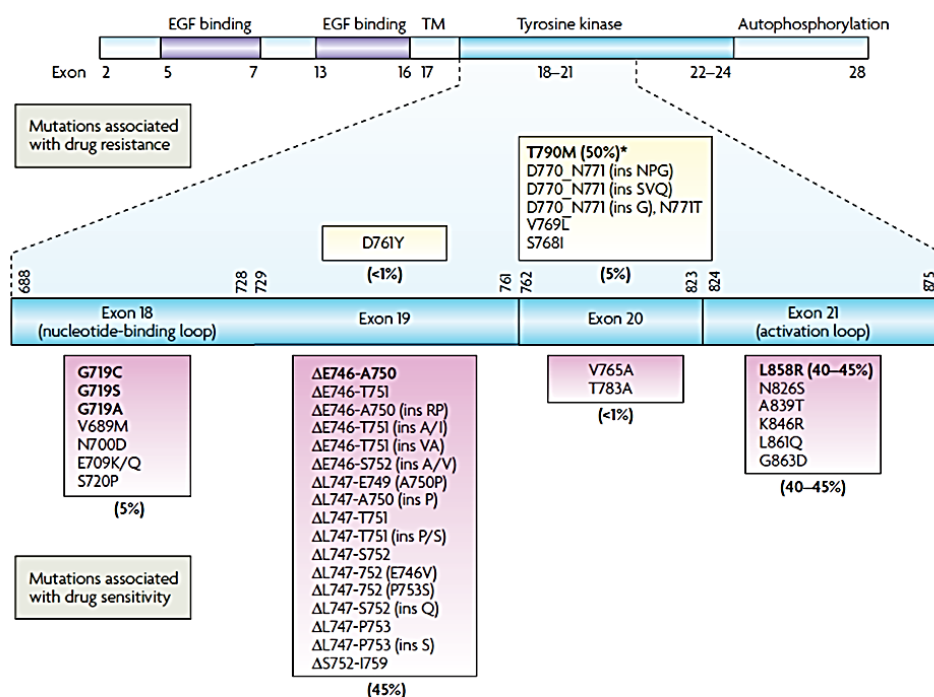 EGF binding EGF binding TM Tyrosine kinase Autophosphorylation
Exon 2 5 7 13 16 17 18–21 22–24 28
Mutations associated
with drug resistance
T790M (50%)*
D770_N771 (ins NPG)
D770_N771 (ins SVQ)
D770_N771 (ins G), N771T
V769L
S768I
(5%)
D761Y
(<1%)
688 728 729 761 762 823 824 875
Exon 18
(nucleotide-binding loop)
Exon 19
Exon 20
Exon 21
(activation loop)
G719C
G719S
G719A
V689M
N700D
E709K/Q
S720P
(5%)
ΔE746-A750
ΔE746-T751
ΔE746-A750 (ins RP)
ΔE746-T751 (ins A/I)
ΔE746-T751 (ins VA)
ΔE746-S752 (ins A/V)
ΔL747-E749 (A750P)
ΔL747-A750 (ins P)
ΔL747-T751
ΔL747-T751 (ins P/S)
ΔL747-S752
ΔL747-752 (E746V)
ΔL747-752 (P753S)
ΔL747-S752 (ins Q)
ΔL747-P753
ΔL747-P753 (ins S)
ΔS752-I759
(45%)
V765A
T783A
(<1%)
L858R (40–45%)
N826S
A839T
K846R
L861Q
G863D
(40–45%)
Mutations associated
with drug sensitivity